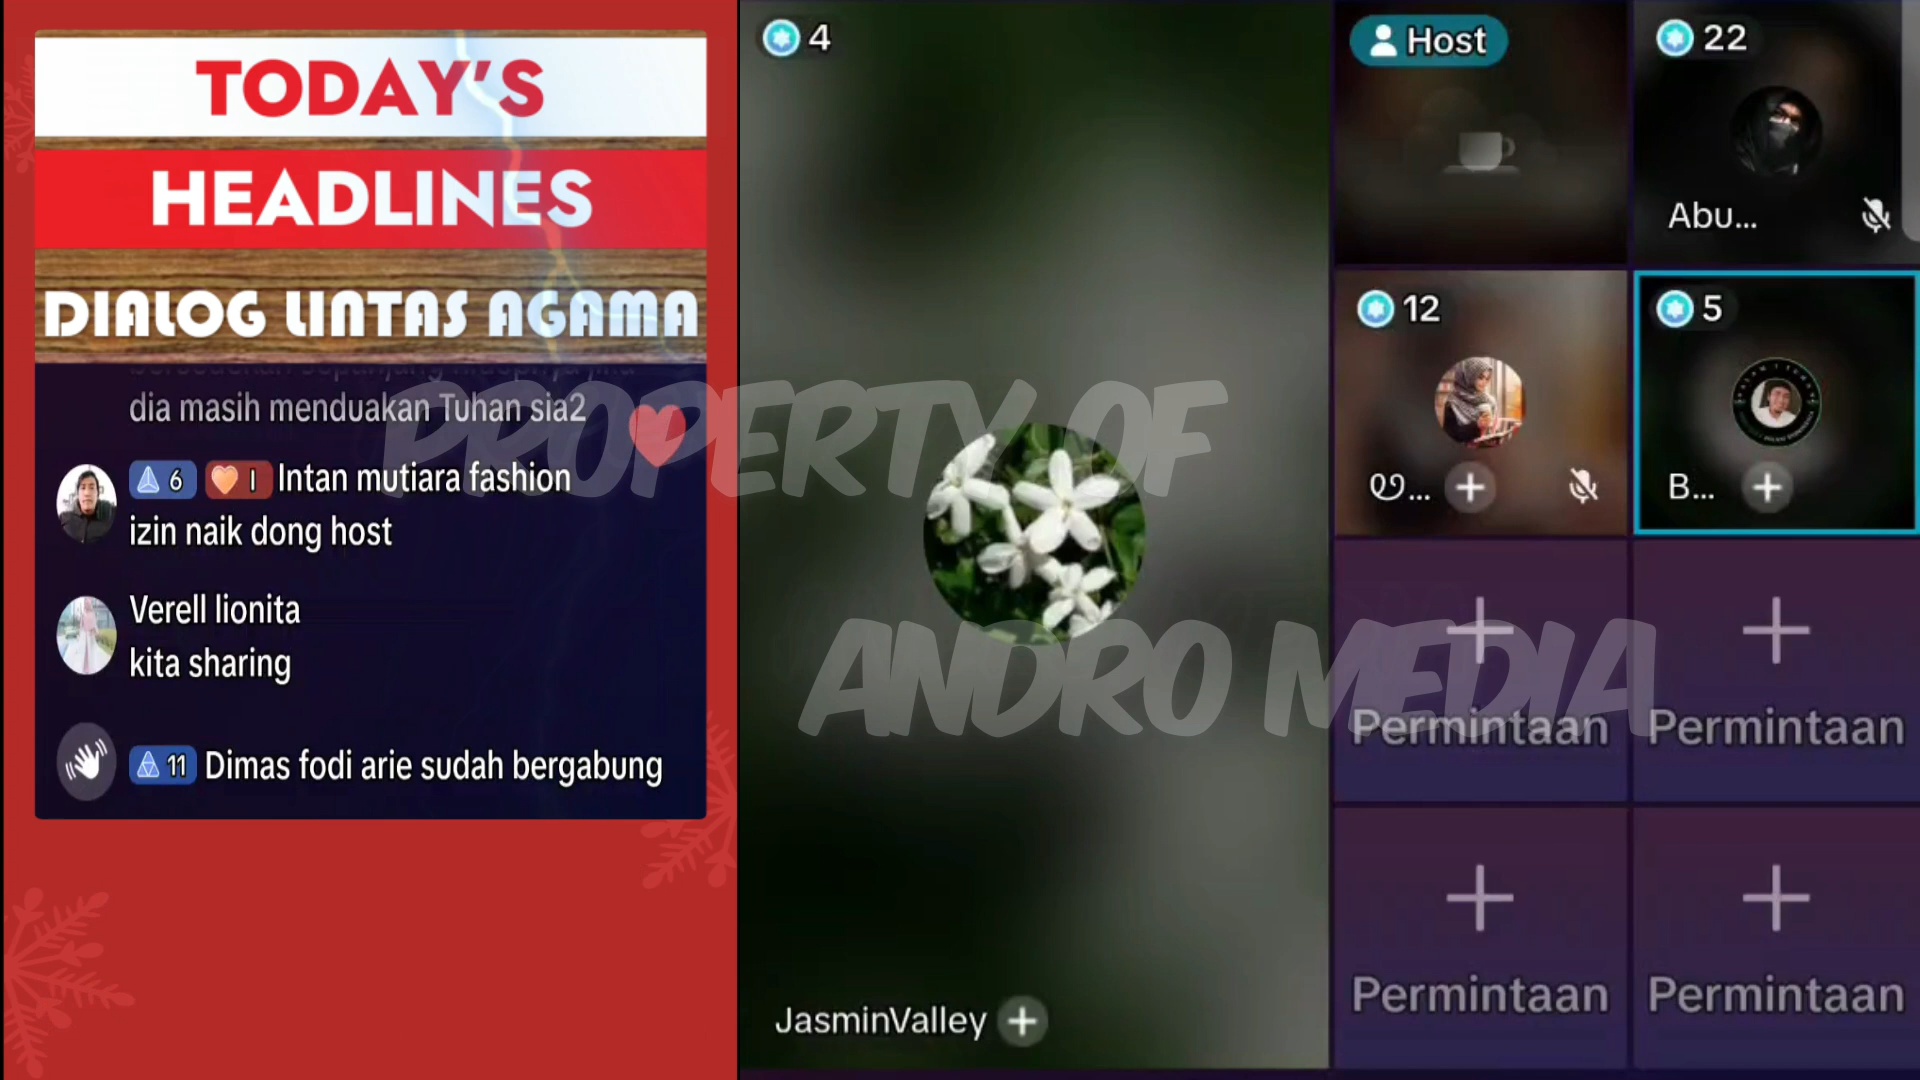 TODAY'S
HEADLINES
DIALOG LINTAS AGAMA
dia masih menduakan Tuhan sia2
6 1 Intan mutiara fashion
izin naik dong host
Verell lionita
kita sharing
11 Dimas fodi arie sudah bergabung
PROPERTY OF
ANDRO MEDIA
4
JasminValley
Host
22
Abu...
12
5
B...
Permintaan
Permintaan
Permintaan
Permintaan